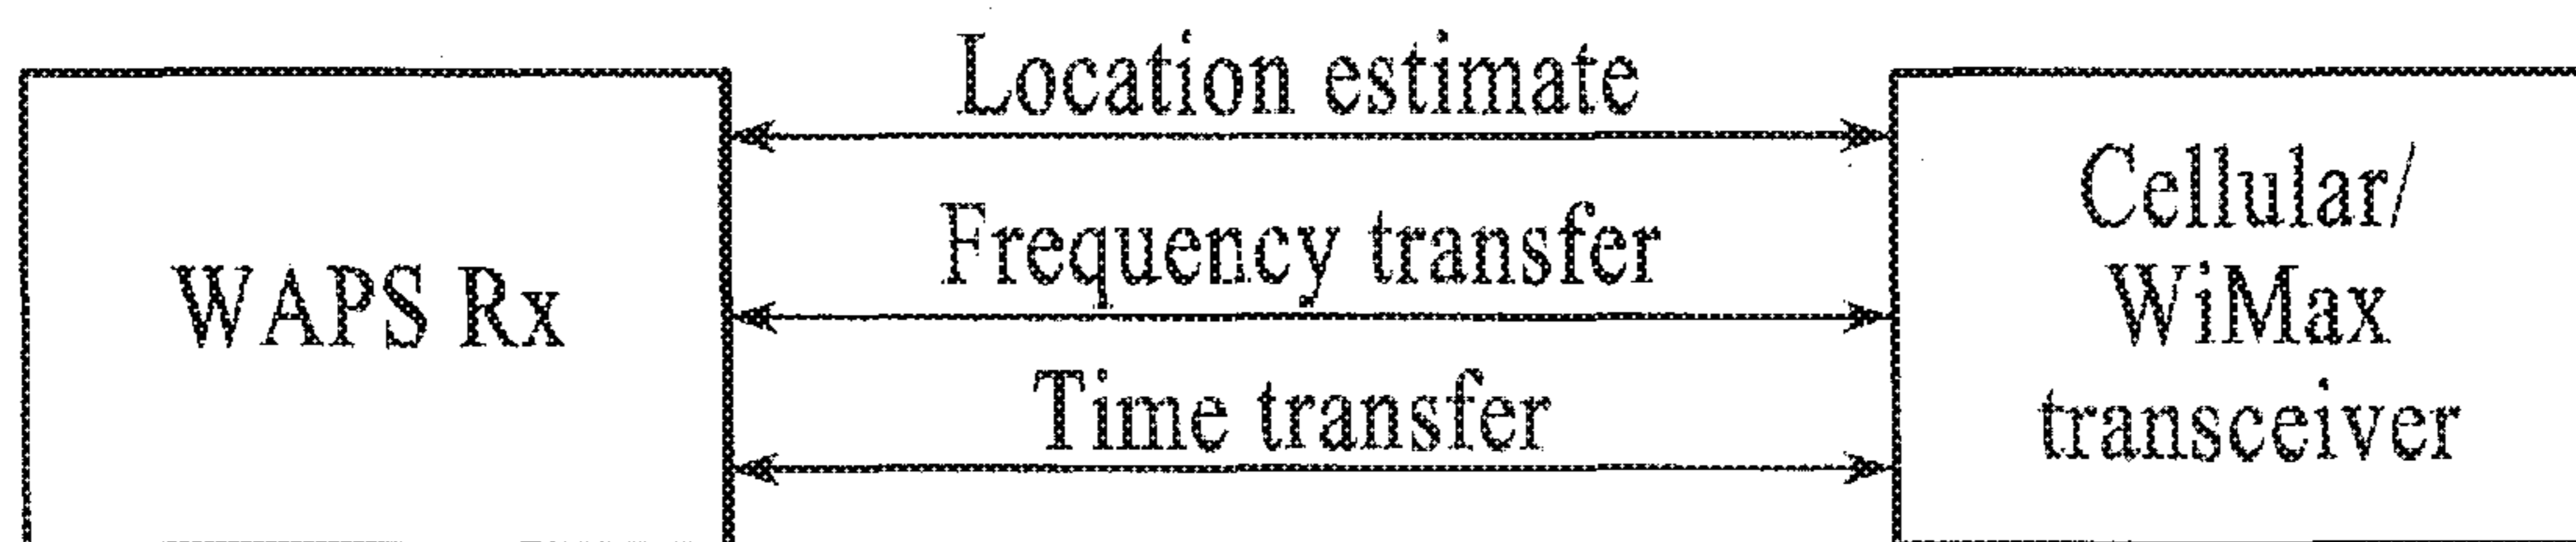 WAPS Rx
Location estimate
Frequency transfer
Time transfer
Cellular/
WiMax
transceiver